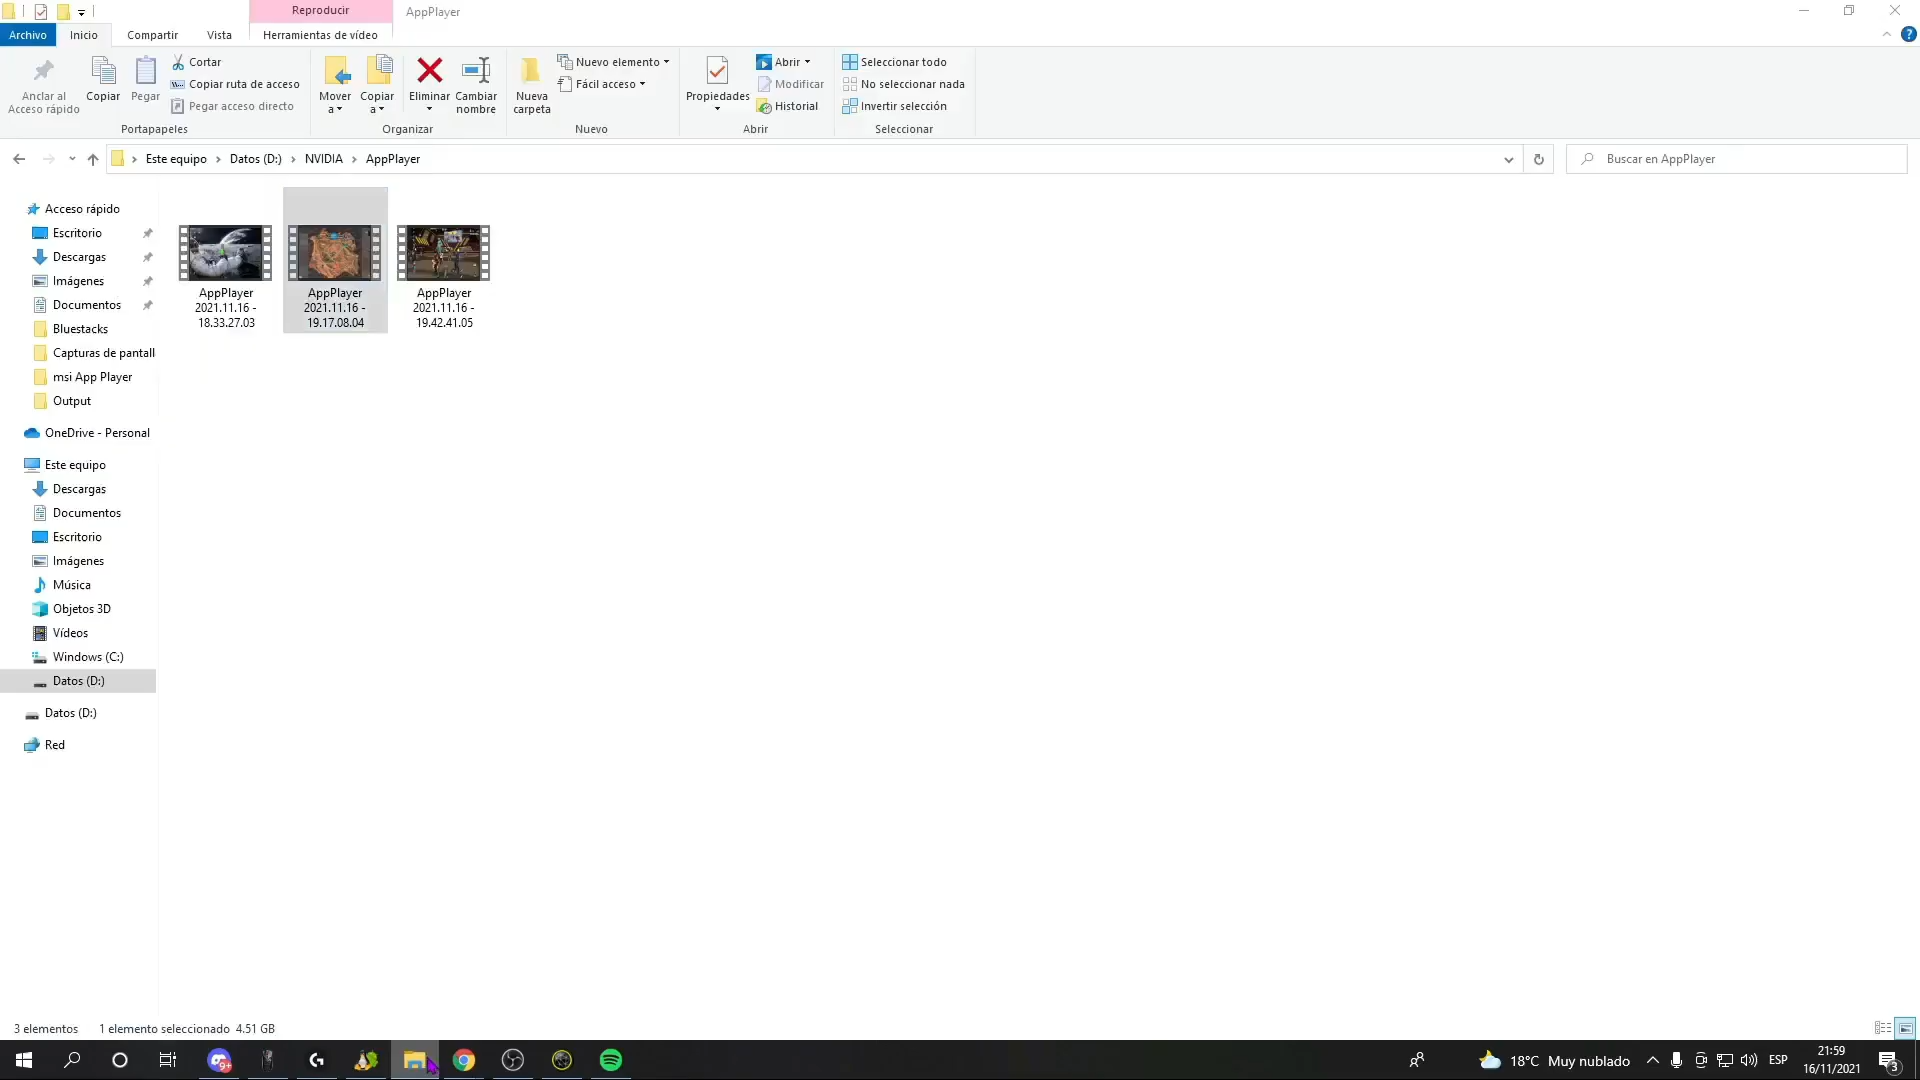 Reproducir
AppPlayer
Archivo
Inicio
Compartir
Vista
Herramientas de vídeo
Anclar al
Acceso rápido
Copiar
Pegar
Cortar
Copiar ruta de acceso
Pegar acceso directo
Portapapeles
Mover
a
Copiar
a
Eliminar
Cambiar
nombre
Organizar
Nueva
carpeta
Nuevo elemento
Fácil acceso
Nuevo
Propiedades
Abrir
Modificar
Historial
Abrir
Seleccionar todo
No seleccionar nada
Invertir selección
Seleccionar
Este equipo
Datos (D:)
NVIDIA
AppPlayer
Buscar en AppPlayer
Acceso rápido
Escritorio
Descargas
Imágenes
Documentos
Bluestacks
Capturas de pantall
msi App Player
Output
OneDrive - Personal
Este equipo
Descargas
Documentos
Escritorio
Imágenes
Música
Objetos 3D
Vídeos
Windows (C:)
Datos (D:)
Datos (D:)
Red
AppPlayer
2021.11.16 -
18.33.27.03
AppPlayer
2021.11.16 -
19.17.08.04
AppPlayer
2021.11.16 -
19.42.41.05
3 elementos
1 elemento seleccionado 4.51 GB
9+
18°C Muy nublado
ESP
21:59
16/11/2021
3